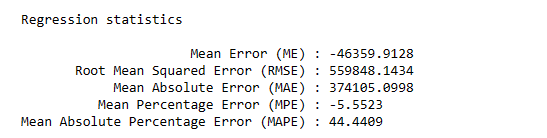 Regression statistics
Mean Error (ME) : -46359.9128
Root Mean Squared Error (RMSE) : 559848.1434
Mean Absolute Error (MAE) : 374105.0998
Mean Percentage Error (MPE) : -5.5523
Mean Absolute Percentage Error (MAPE) : 44.4409